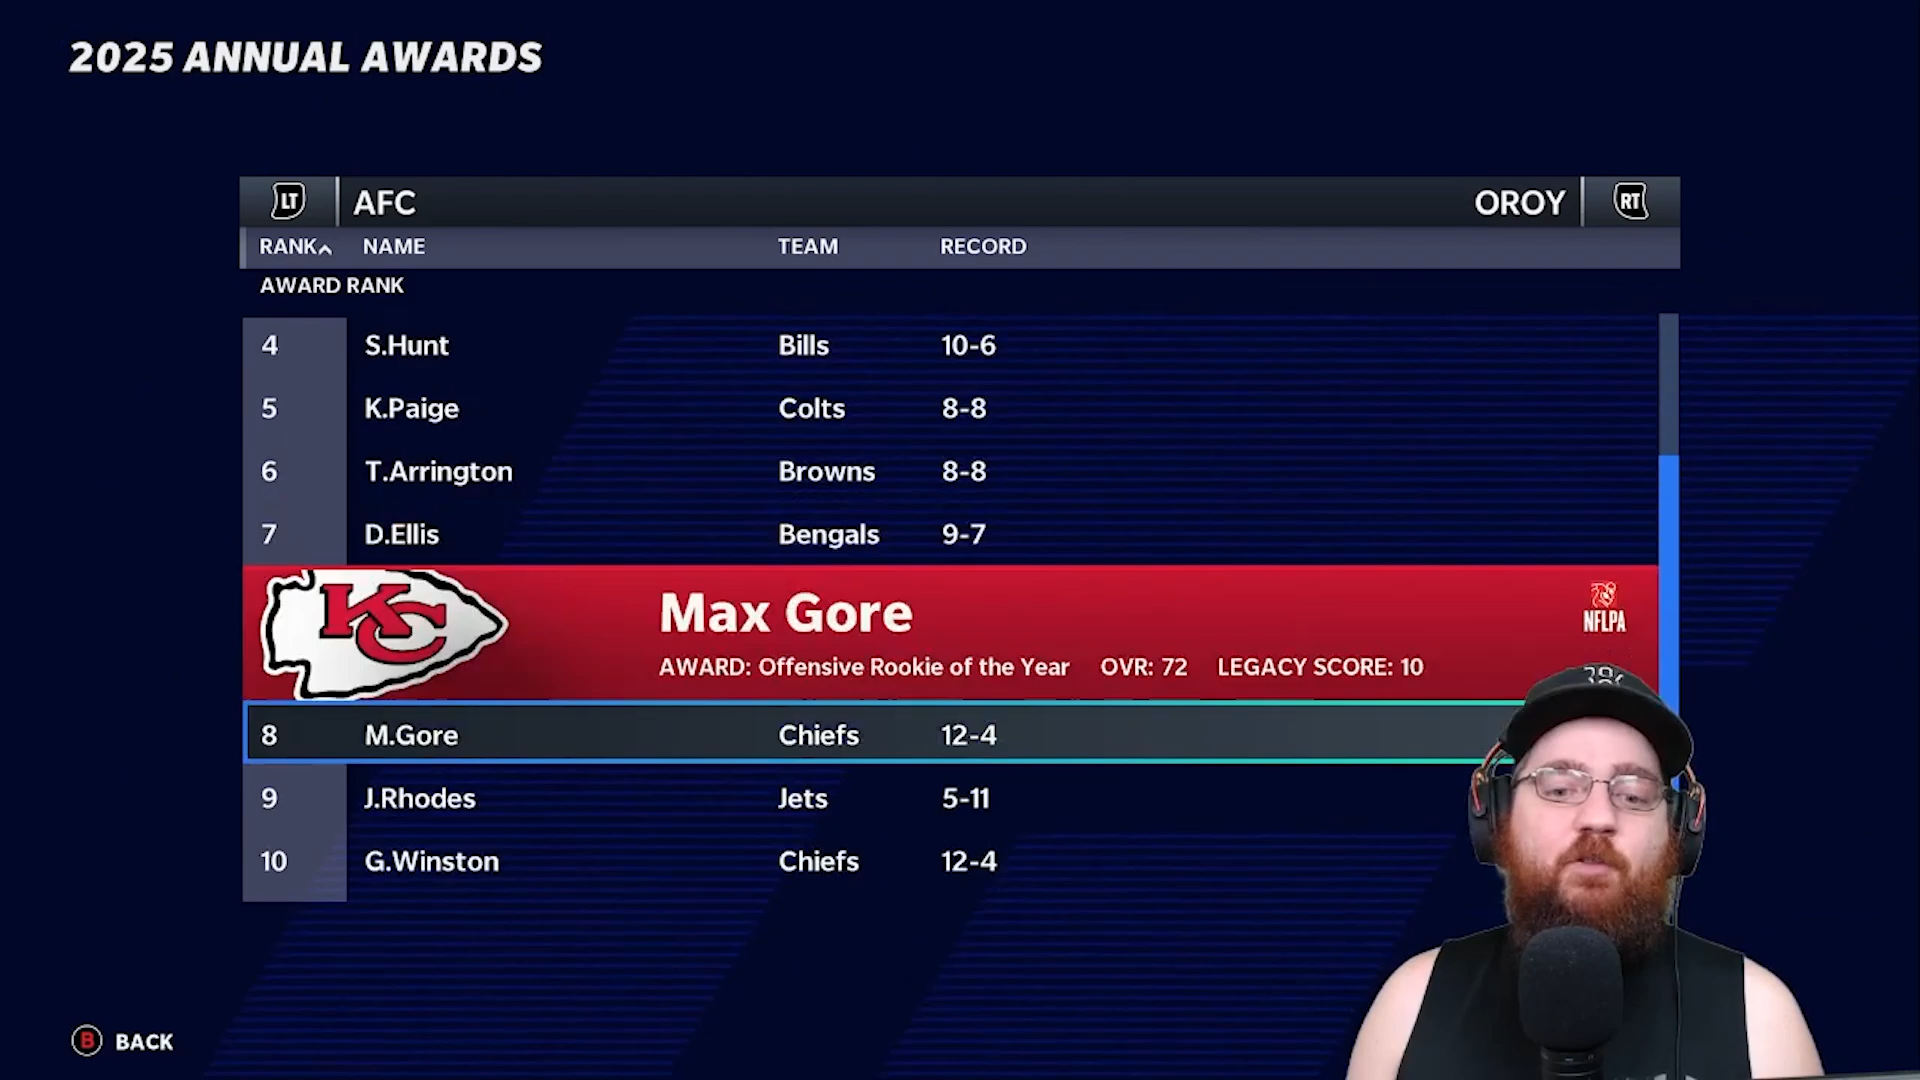 2025 ANNUAL AWARDS
LT AFC OROY RT
RANK NAME TEAM RECORD
AWARD RANK
4 S.Hunt Bills 10-6
5 K.Paige Colts 8-8
6 T.Arrington Browns 8-8
7 D.Ellis Bengals 9-7
KC Max Gore NFLPA
AWARD: Offensive Rookie of the Year OVR: 72 LEGACY SCORE: 10
8 M.Gore Chiefs 12-4
9 J.Rhodes Jets 5-11
10 G.Winston Chiefs 12-4
B BACK